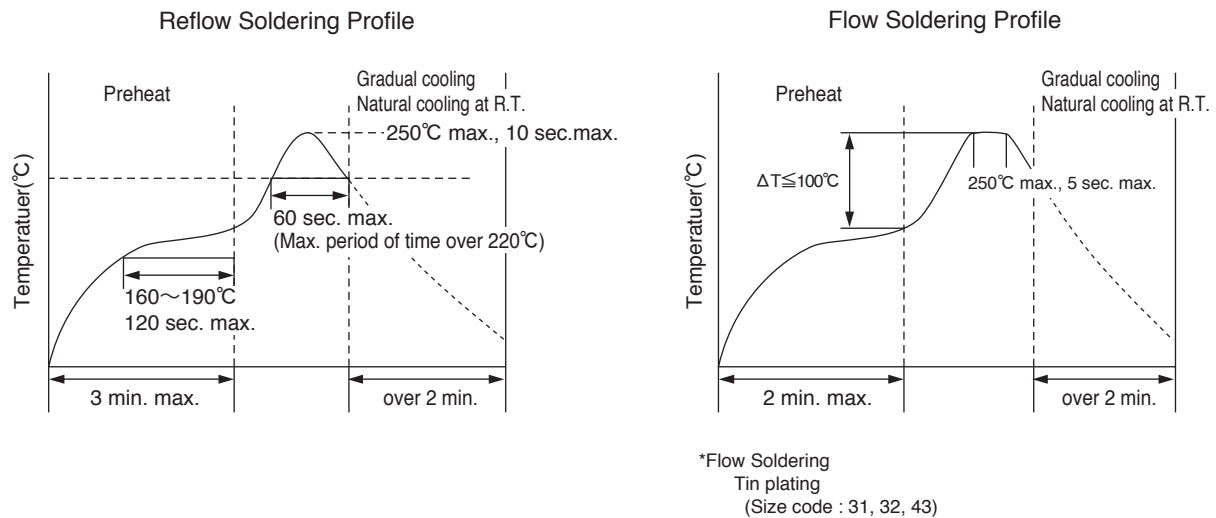 Reflow Soldering Profile
Temperatuer(℃)
Preheat
Gradual cooling
Natural cooling at R.T.
250℃ max., 10 sec.max.
60 sec. max.
(Max. period of time over 220℃)
160～190℃
120 sec. max.
3 min. max.
over 2 min.
Flow Soldering Profile
Temperatuer(℃)
Preheat
Gradual cooling
Natural cooling at R.T.
ΔT≦100℃
250℃ max., 5 sec. max.
2 min. max.
over 2 min.
*Flow Soldering
Tin plating
(Size code : 31, 32, 43)